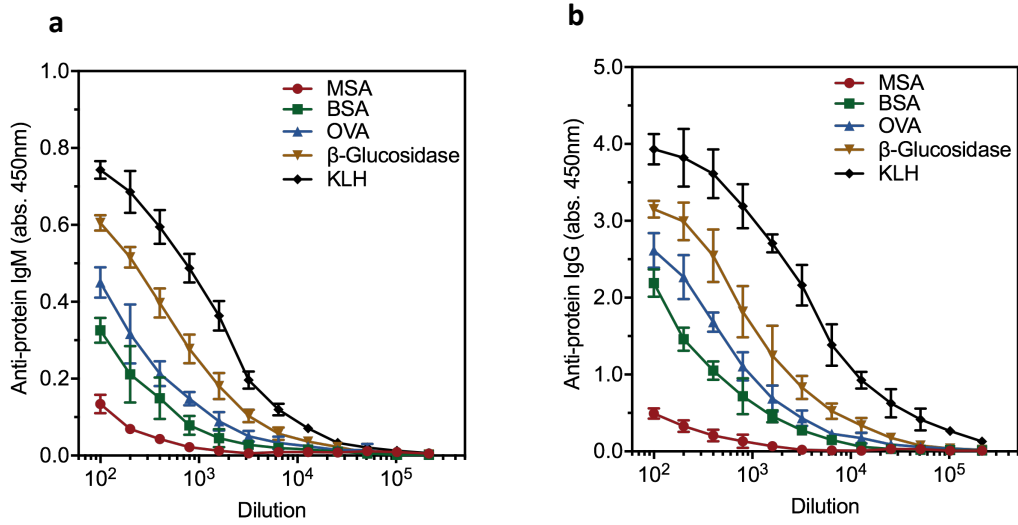 a
Anti-protein IgM (abs. 450nm)
1.0
0.8
0.6
0.4
0.2
0.0
MSA
BSA
OVA
β-Glucosidase
KLH
10² 10³ 10⁴ 10⁵
Dilution
b
Anti-protein IgG (abs. 450nm)
5.0
4.0
3.0
2.0
1.0
0.0
MSA
BSA
OVA
β-Glucosidase
KLH
10² 10³ 10⁴ 10⁵
Dilution